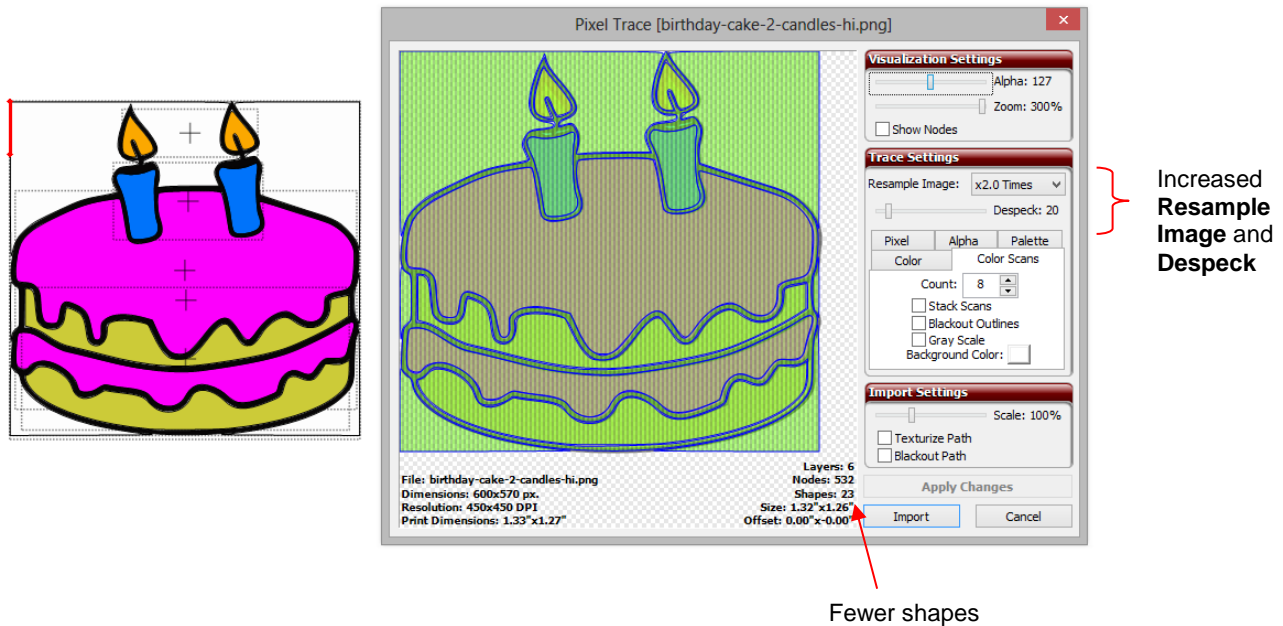 Pixel Trace [birthday-cake-2-candles-hi.png]
Visualization Settings
Alpha: 127
Zoom: 300%
Show Nodes
Trace Settings
Resample Image: x2.0 Times
Despeck: 20
Pixel Alpha Palette
Color Color Scans
Count: 8
Stack Scans
Blackout Outlines
Gray Scale
Background Color:
Import Settings
Scale: 100%
Texturize Path
Blackout Path
Apply Changes
Import Cancel
Layers: 6
File: birthday-cake-2-candles-hi.png Nodes: 532
Dimensions: 600x570 px. Shapes: 23
Resolution: 450x450 DPI Size: 1.32"x1.26"
Print Dimensions: 1.33"x1.27" Offset: 0.00"x-0.00"
Increased
Resample
Image and
Despeck
Fewer shapes